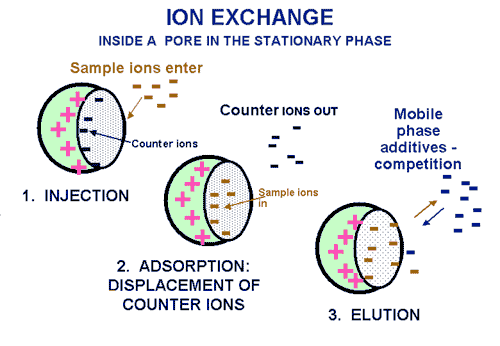 ION EXCHANGE
INSIDE A PORE IN THE STATIONARY PHASE
Sample ions enter
Counter ions
1. INJECTION
Counter IONS OUT
Sample ions
in
2. ADSORPTION:
DISPLACEMENT OF
COUNTER IONS
Mobile
phase
additives -
competition
3. ELUTION